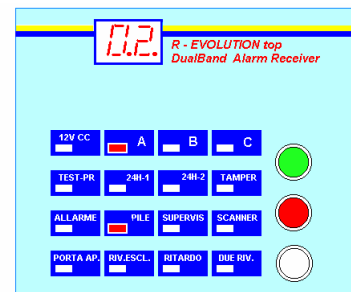 0.2.
R - EVOLUTION top
DualBand Alarm Receiver
12V CC A B C
TEST-PR 24H-1 24H-2 TAMPER
ALLARME PILE SUPERVIS SCANNER
PORTA AP. RIV.ESCL. RITARDO DUE RIV.